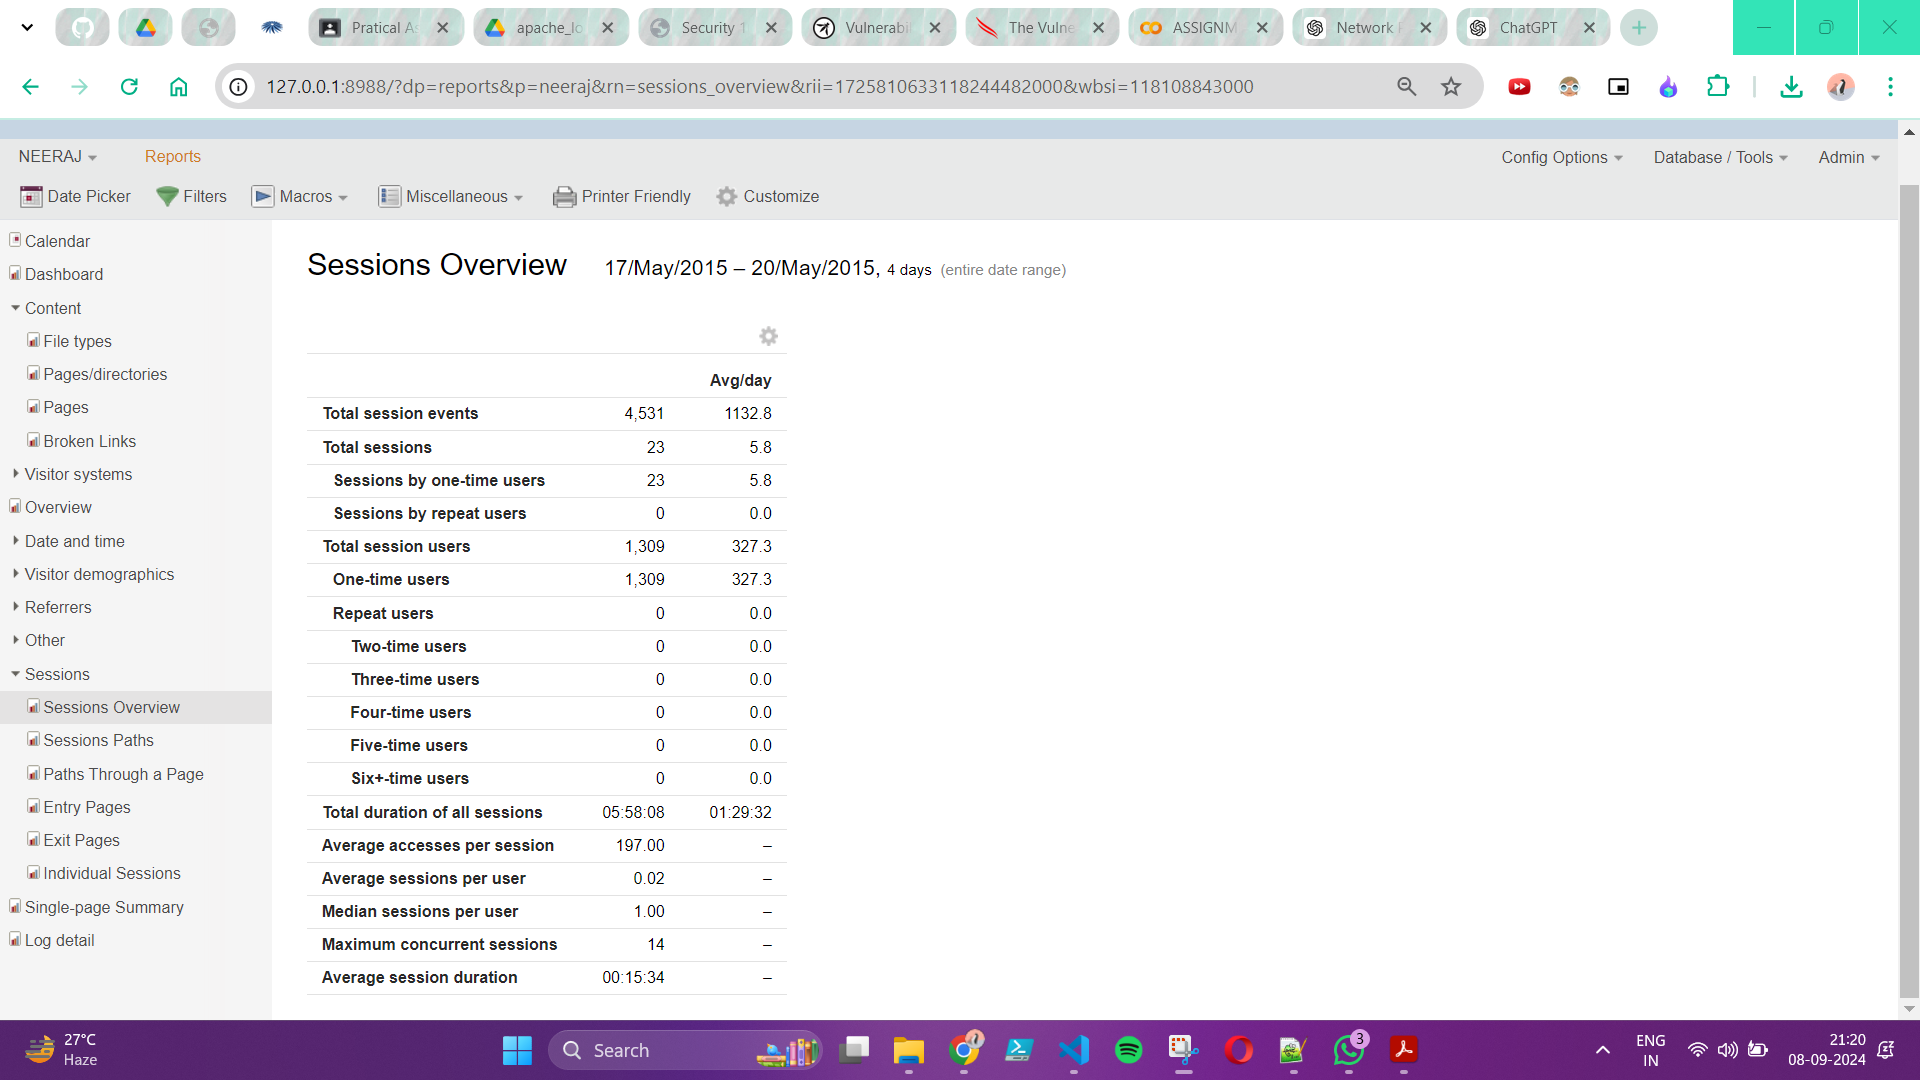 Pratical As
apache_lo
Security 1
Vulnerabil
The Vulne
ASSIGNM
Network F
ChatGPT
127.0.0.1:8988/?dp=reports&p=neeraj&rn=sessions_overview&rii=1725810633118244482000&wbsi=118108843000
NEERAJ Reports Config Options Database / Tools Admin
Date Picker Filters Macros Miscellaneous Printer Friendly Customize
Calendar
Dashboard
Content
File types
Pages/directories
Pages
Broken Links
Visitor systems
Overview
Date and time
Visitor demographics
Referrers
Other
Sessions
Sessions Overview
Sessions Paths
Paths Through a Page
Entry Pages
Exit Pages
Individual Sessions
Single-page Summary
Log detail
Sessions Overview 17/May/2015 – 20/May/2015, 4 days (entire date range)
Avg/day
Total session events 4,531 1132.8
Total sessions 23 5.8
Sessions by one-time users 23 5.8
Sessions by repeat users 0 0.0
Total session users 1,309 327.3
One-time users 1,309 327.3
Repeat users 0 0.0
Two-time users 0 0.0
Three-time users 0 0.0
Four-time users 0 0.0
Five-time users 0 0.0
Six+-time users 0 0.0
Total duration of all sessions 05:58:08 01:29:32
Average accesses per session 197.00 –
Average sessions per user 0.02 –
Median sessions per user 1.00 –
Maximum concurrent sessions 14 –
Average session duration 00:15:34 –
27°C
Haze
Search
3
ENG
IN
21:20
08-09-2024